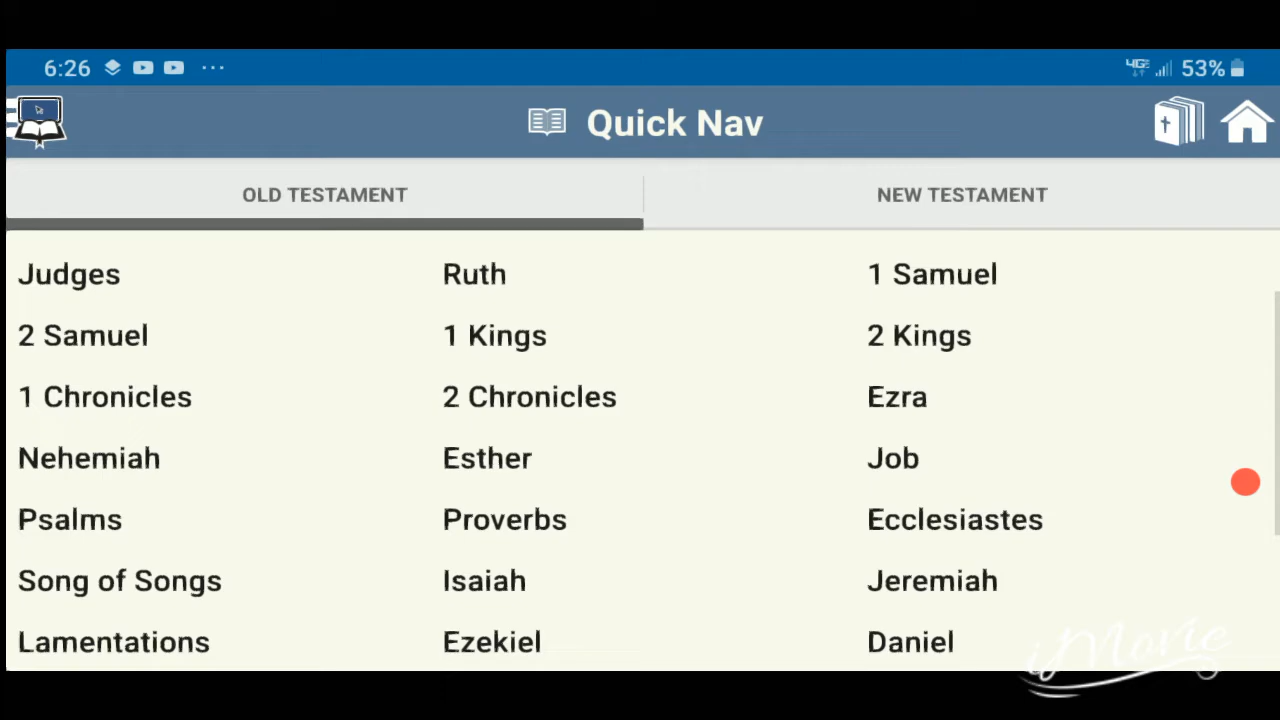 6:26 ... 4GE 53%
Quick Nav
OLD TESTAMENT NEW TESTAMENT
Judges Ruth 1 Samuel
2 Samuel 1 Kings 2 Kings
1 Chronicles 2 Chronicles Ezra
Nehemiah Esther Job
Psalms Proverbs Ecclesiastes
Song of Songs Isaiah Jeremiah
Lamentations Ezekiel Daniel
iMovie